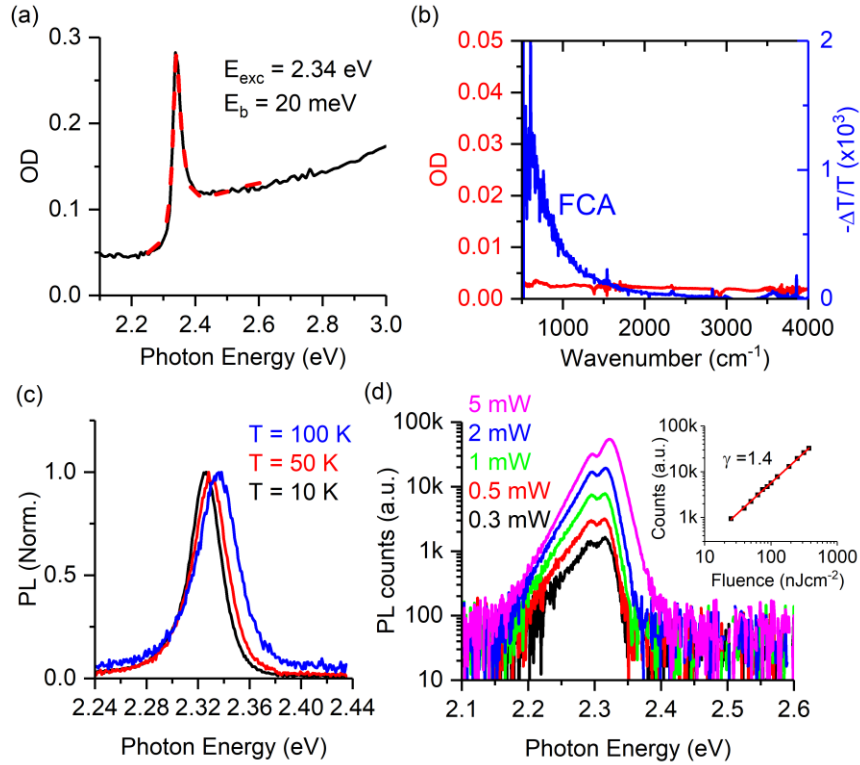 (a)
OD
0.3
0.2
0.1
0.0
E_exc = 2.34 eV
E_b = 20 meV
2.2 2.4 2.6 2.8 3.0
Photon Energy (eV)
(b)
OD
0.05
0.04
0.03
0.02
0.01
0.00
FCA
2
1
0
-ΔT/T (x10³)
1000 2000 3000 4000
Wavenumber (cm⁻¹)
(c)
PL (Norm.)
1.0
0.5
0.0
T = 100 K
T = 50 K
T = 10 K
2.24 2.28 2.32 2.36 2.40 2.44
Photon Energy (eV)
(d)
PL counts (a.u.)
100k
10k
1k
100
10
5 mW
2 mW
1 mW
0.5 mW
0.3 mW
2.1 2.2 2.3 2.4 2.5 2.6
Photon Energy (eV)
Counts (a.u.)
100k
10k
1k
γ =1.4
10 100 1000
Fluence (nJcm⁻²)